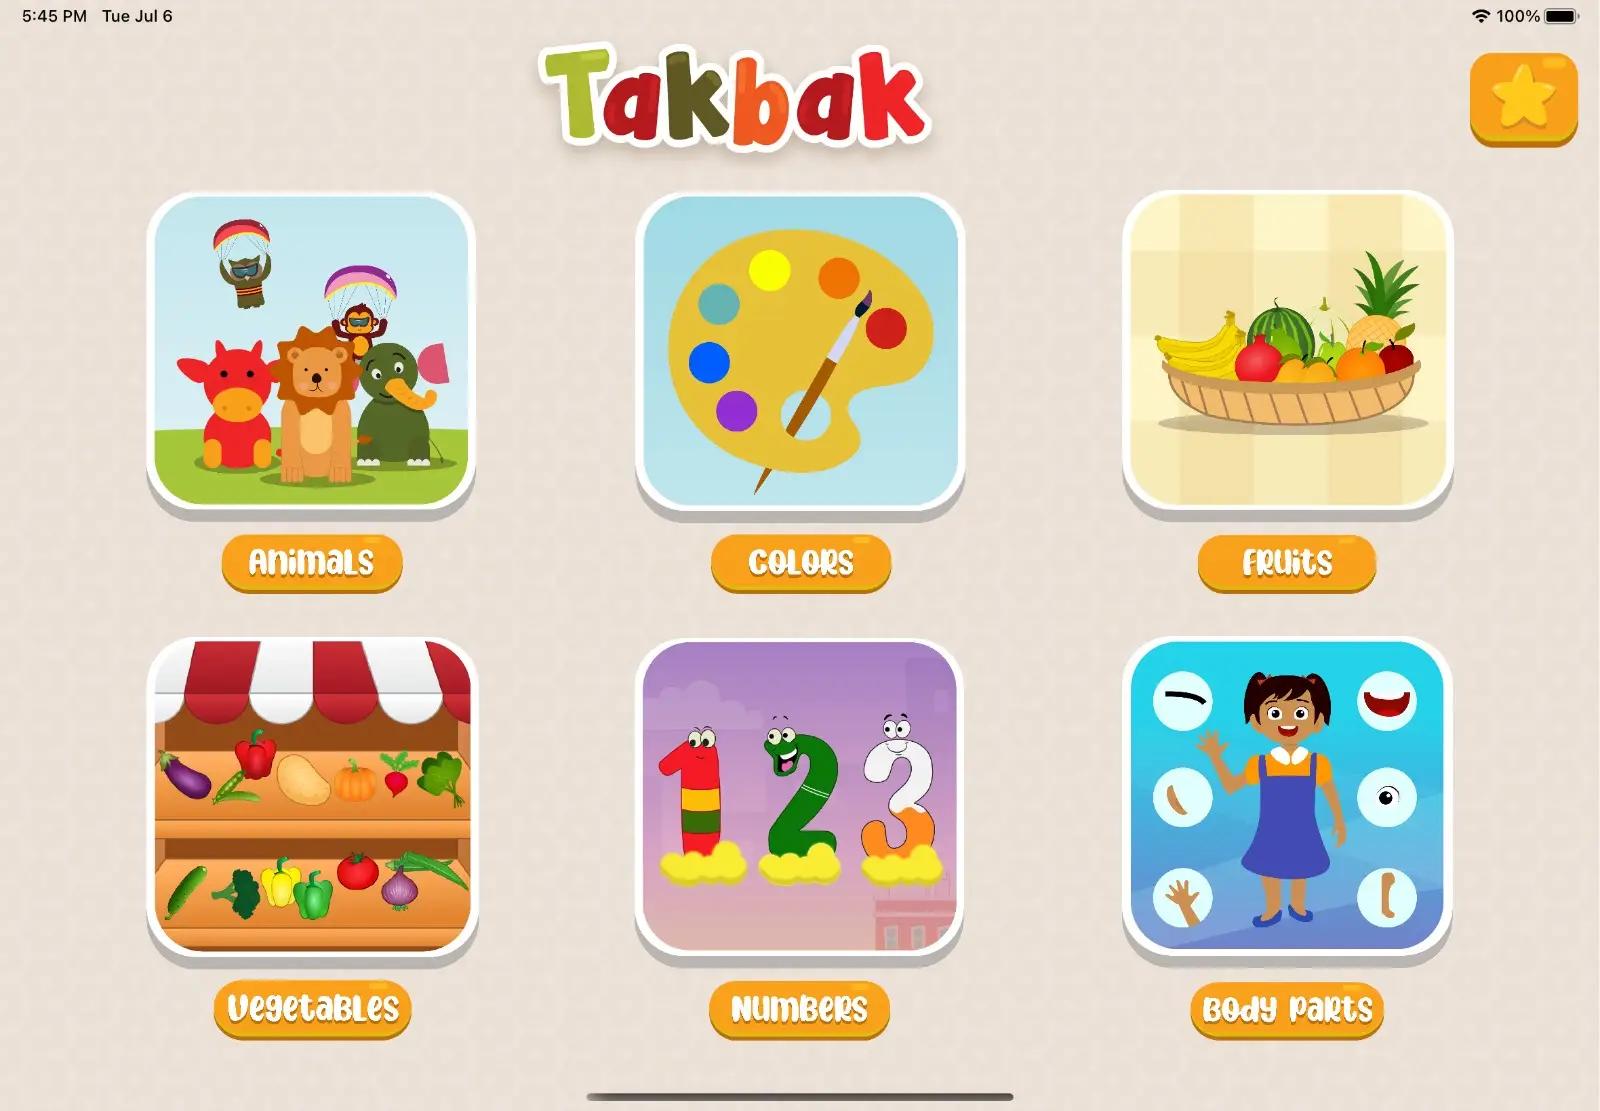 5:45 PM Tue Jul 6
100%
Takbak
Animals
COLORS
FRUits
VegetaBLes
NUmBERS
BODy PaRts